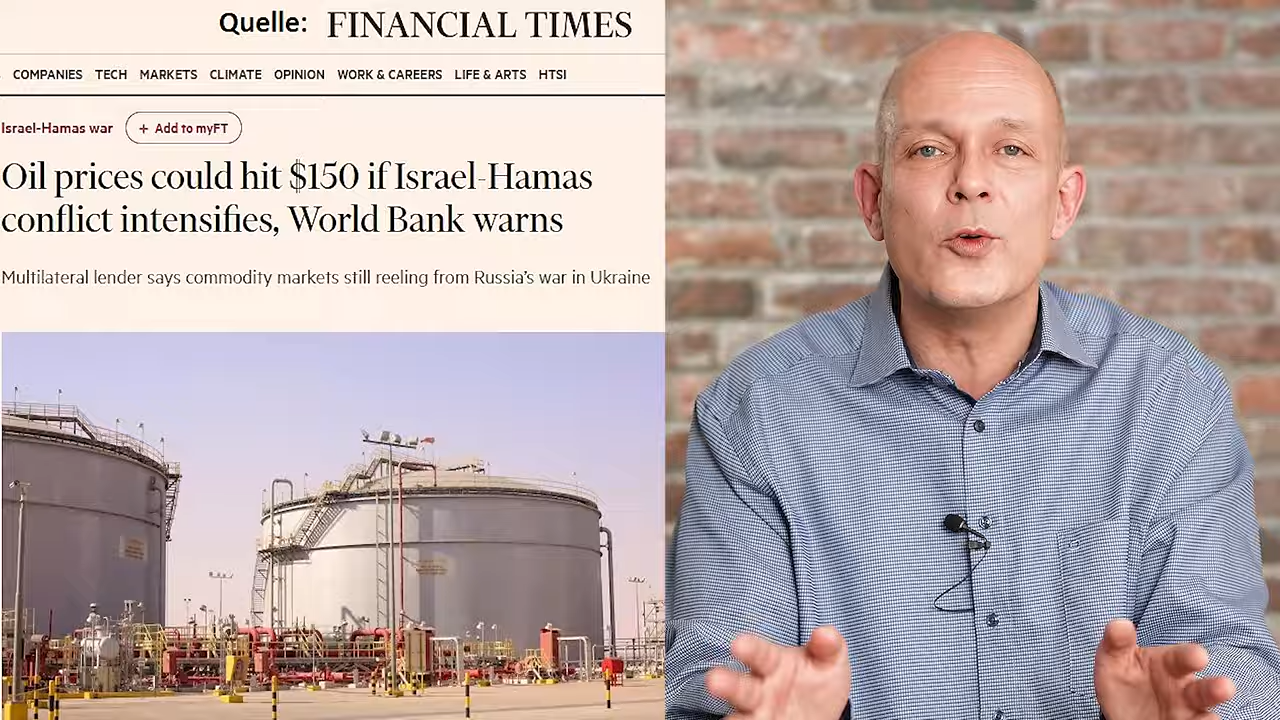 Quelle: FINANCIAL TIMES
COMPANIES TECH MARKETS CLIMATE OPINION WORK & CAREERS LIFE & ARTS HTSI
Israel-Hamas war + Add to myFT
Oil prices could hit $150 if Israel-Hamas
conflict intensifies, World Bank warns
Multilateral lender says commodity markets still reeling from Russia's war in Ukraine